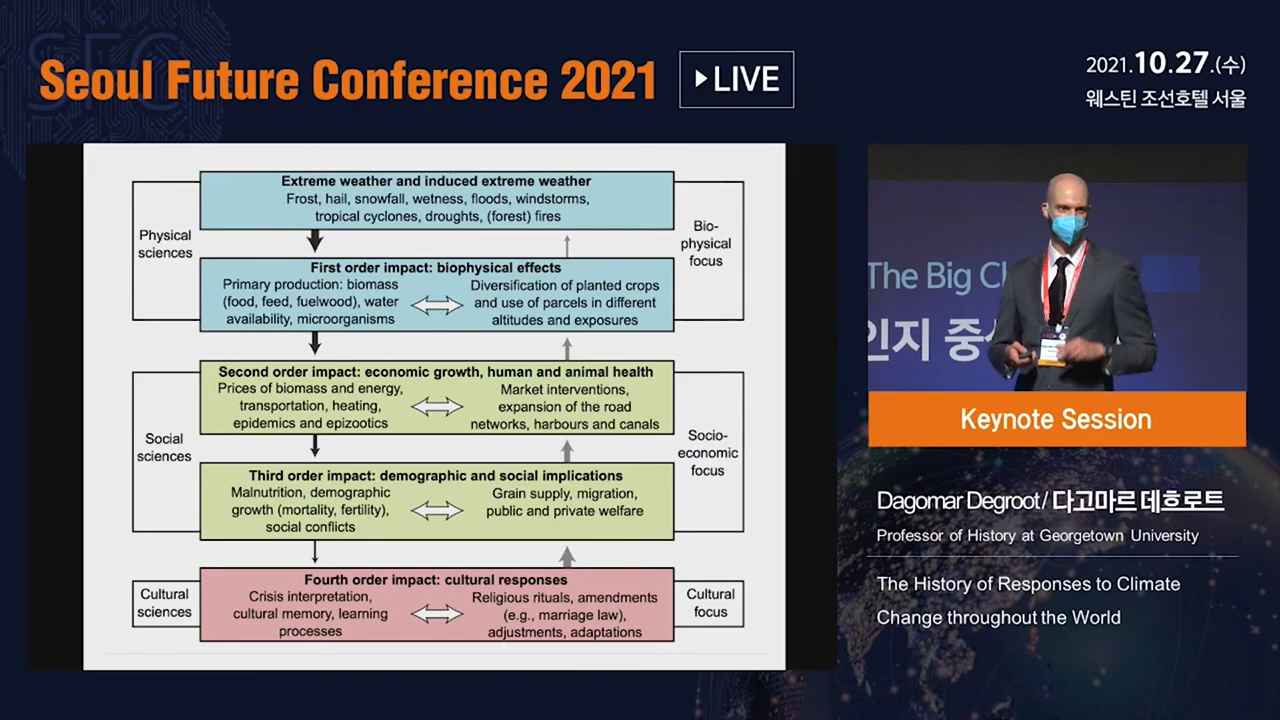 SFC
Seoul Future Conference 2021
LIVE
2021.10.27.(수)
웨스틴 조선호텔 서울
Extreme weather and induced extreme weather
Frost, hail, snowfall, wetness, floods, windstorms,
tropical cyclones, droughts, (forest) fires
Physical
sciences
Bio-
physical
focus
First order impact: biophysical effects
Primary production: biomass
(food, feed, fuelwood), water
availability, microorganisms
Diversification of planted crops
and use of parcels in different
altitudes and exposures
Second order impact: economic growth, human and animal health
Prices of biomass and energy,
transportation, heating,
epidemics and epizootics
Market interventions,
expansion of the road
networks, harbours and canals
Social
sciences
Socio-
economic
focus
Third order impact: demographic and social implications
Malnutrition, demographic
growth (mortality, fertility),
social conflicts
Grain supply, migration,
public and private welfare
Fourth order impact: cultural responses
Crisis interpretation,
cultural memory, learning
processes
Religious rituals, amendments
(e.g., marriage law),
adjustments, adaptations
Cultural
sciences
Cultural
focus
The Big Ch
인지 중
Keynote Session
Dagomar Degroot / 다고마르 데흐로트
Professor of History at Georgetown University
The History of Responses to Climate
Change throughout the World